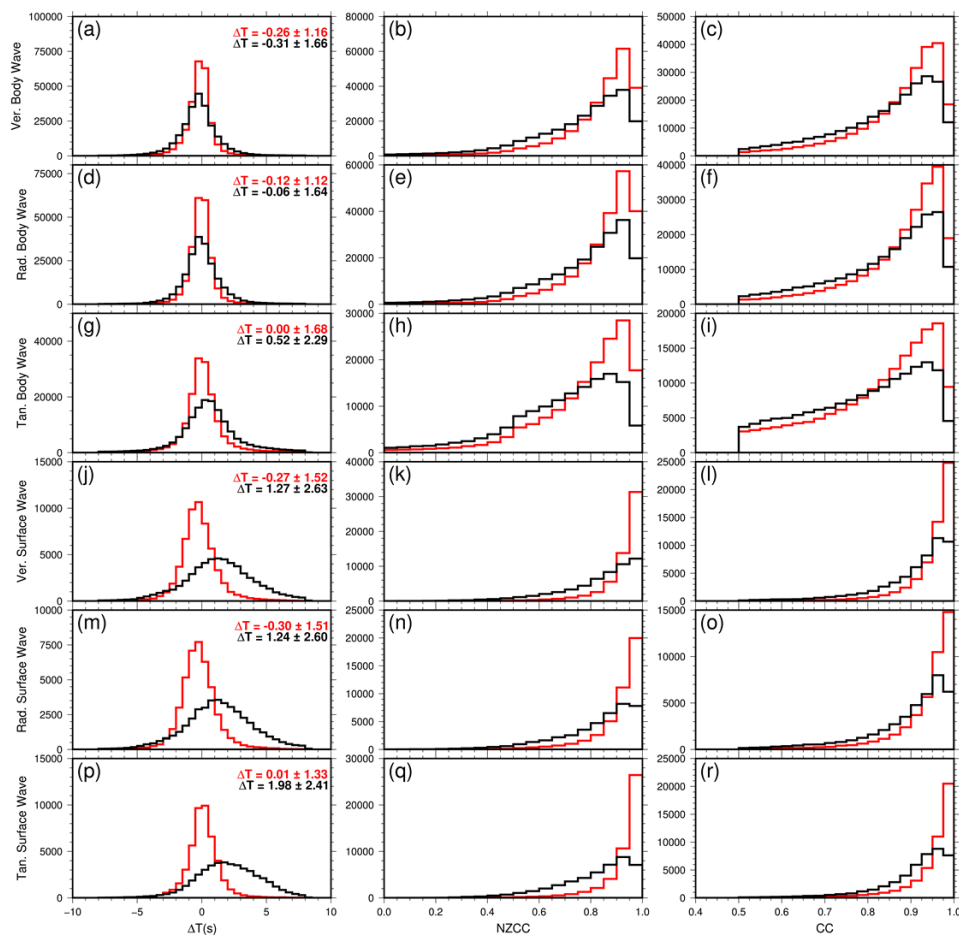 (a)
ΔT = -0.26 ± 1.16
ΔT = -0.31 ± 1.66
Ver. Body Wave
100000
75000
50000
25000
0
(b)
80000
60000
40000
20000
0
(c)
50000
40000
30000
20000
10000
0
(d)
ΔT = -0.12 ± 1.12
ΔT = -0.06 ± 1.64
Rad. Body Wave
75000
50000
25000
0
(e)
60000
40000
20000
0
(f)
40000
30000
20000
10000
0
(g)
ΔT = 0.00 ± 1.68
ΔT = 0.52 ± 2.29
Tan. Body Wave
40000
20000
0
(h)
30000
20000
10000
0
(i)
20000
15000
10000
5000
0
(j)
ΔT = -0.27 ± 1.52
ΔT = 1.27 ± 2.63
Ver. Surface Wave
15000
10000
5000
0
(k)
40000
30000
20000
10000
0
(l)
25000
20000
15000
10000
5000
0
(m)
ΔT = -0.30 ± 1.51
ΔT = 1.24 ± 2.60
Rad. Surface Wave
10000
7500
5000
2500
0
(n)
25000
20000
15000
10000
5000
0
(o)
15000
10000
5000
0
(p)
ΔT = 0.01 ± 1.33
ΔT = 1.98 ± 2.41
Tan. Surface Wave
15000
10000
5000
0
(q)
30000
20000
10000
0
(r)
25000
20000
15000
10000
5000
0
−10 −5 0 5 10
ΔT(s)
0.0 0.2 0.4 0.6 0.8 1.0
NZCC
0.4 0.5 0.6 0.7 0.8 0.9 1.0
CC